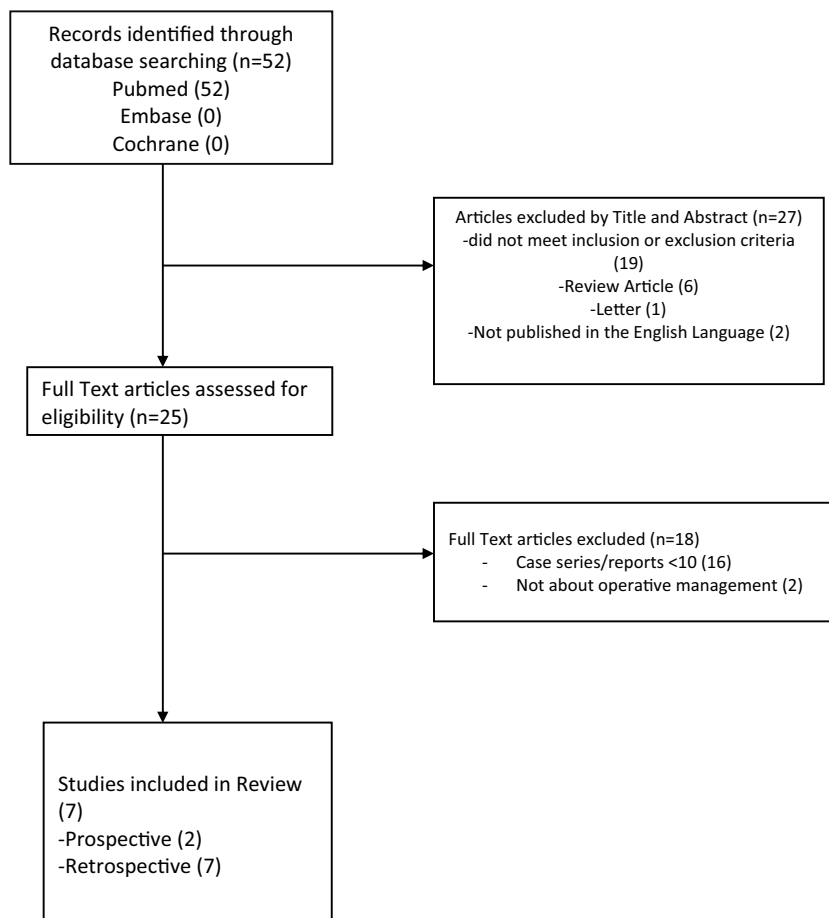 Records identified through
database searching (n=52)
Pubmed (52)
Embase (0)
Cochrane (0)
Articles excluded by Title and Abstract (n=27)
-did not meet inclusion or exclusion criteria
(19)
-Review Article (6)
-Letter (1)
-Not published in the English Language (2)
Full Text articles assessed for
eligibility (n=25)
Full Text articles excluded (n=18)
- Case series/reports <10 (16)
- Not about operative management (2)
Studies included in Review
(7)
-Prospective (2)
-Retrospective (7)